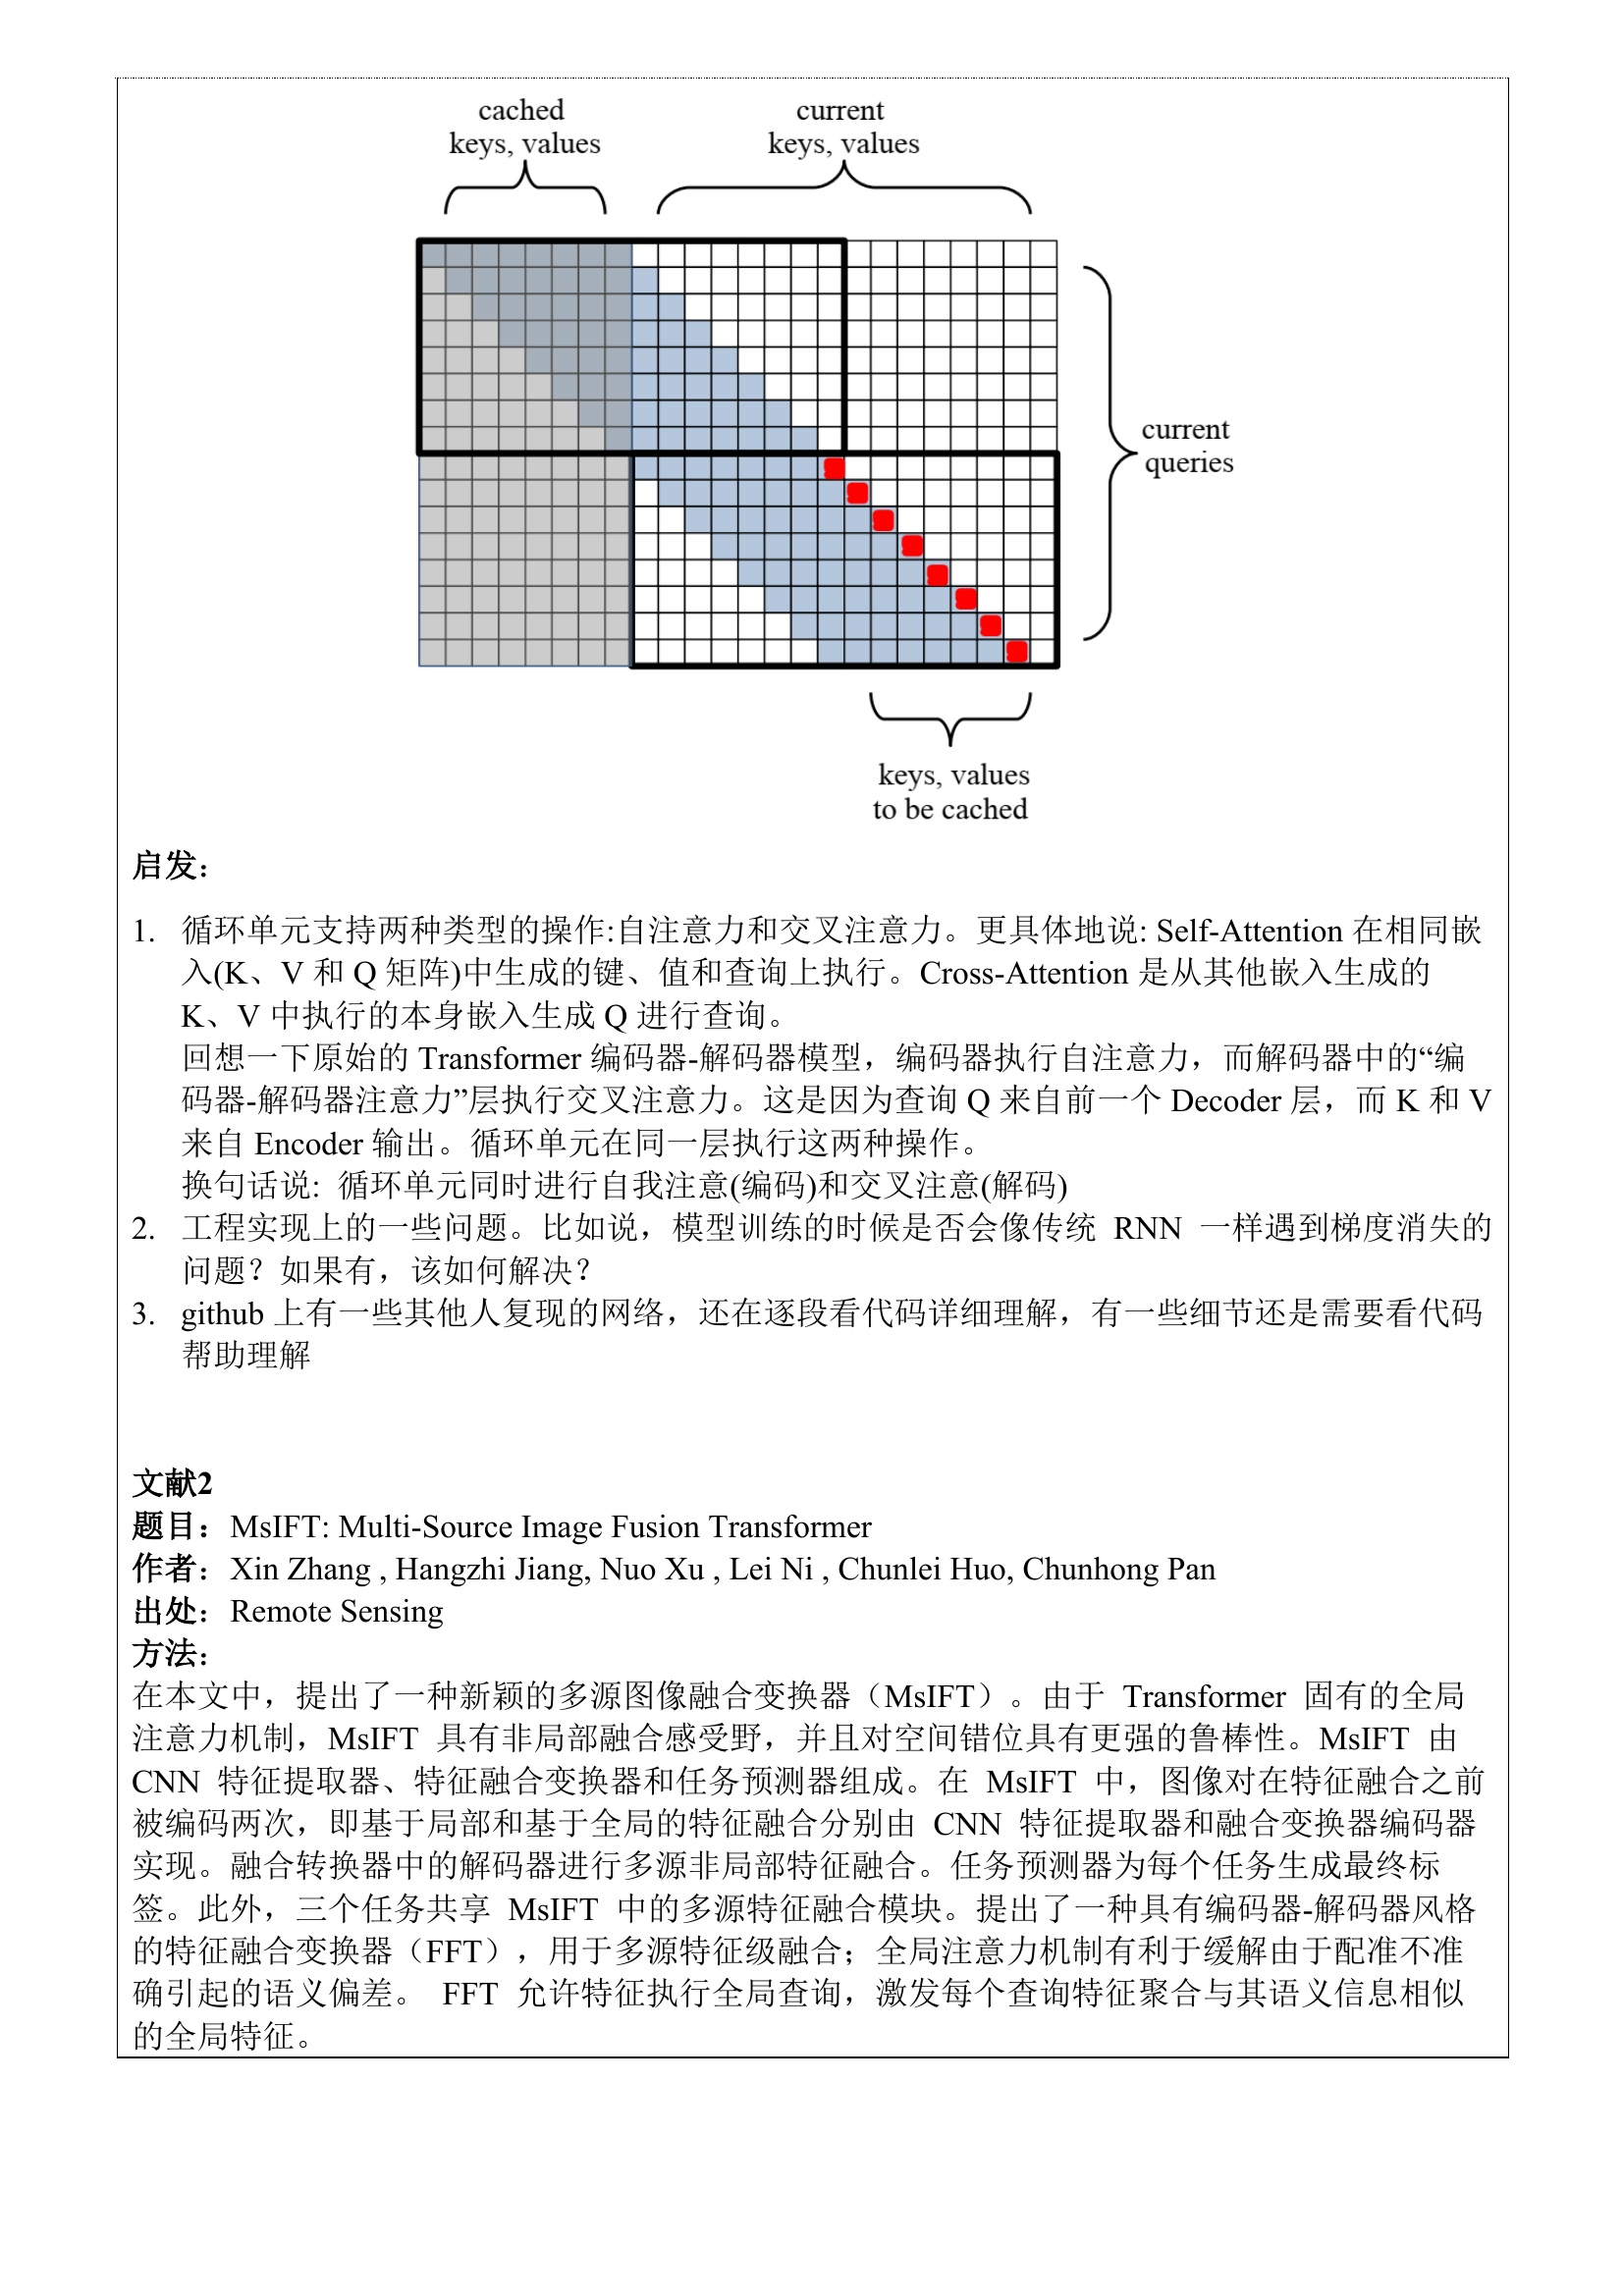 cached
keys, values
current
keys, values
current
queries
keys, values
to be cached
启发：
1. 循环单元支持两种类型的操作:自注意力和交叉注意力。更具体地说: Self-Attention 在相同嵌
入(K、V 和 Q 矩阵)中生成的键、值和查询上执行。Cross-Attention 是从其他嵌入生成的
K、V 中执行的本身嵌入生成 Q 进行查询。
回想一下原始的 Transformer 编码器-解码器模型，编码器执行自注意力，而解码器中的“编
码器-解码器注意力”层执行交叉注意力。这是因为查询 Q 来自前一个 Decoder 层，而 K 和 V
来自 Encoder 输出。循环单元在同一层执行这两种操作。
换句话说: 循环单元同时进行自我注意(编码)和交叉注意(解码)
2. 工程实现上的一些问题。比如说，模型训练的时候是否会像传统 RNN 一样遇到梯度消失的
问题？如果有，该如何解决？
3. github 上有一些其他人复现的网络，还在逐段看代码详细理解，有一些细节还是需要看代码
帮助理解
文献2
题目：MsIFT: Multi-Source Image Fusion Transformer
作者：Xin Zhang , Hangzhi Jiang, Nuo Xu , Lei Ni , Chunlei Huo, Chunhong Pan
出处：Remote Sensing
方法：
在本文中，提出了一种新颖的多源图像融合变换器（MsIFT）。由于 Transformer 固有的全局
注意力机制，MsIFT 具有非局部融合感受野，并且对空间错位具有更强的鲁棒性。MsIFT 由
CNN 特征提取器、特征融合变换器和任务预测器组成。在 MsIFT 中，图像对在特征融合之前
被编码两次，即基于局部和基于全局的特征融合分别由 CNN 特征提取器和融合变换器编码器
实现。融合转换器中的解码器进行多源非局部特征融合。任务预测器为每个任务生成最终标
签。此外，三个任务共享 MsIFT 中的多源特征融合模块。提出了一种具有编码器-解码器风格
的特征融合变换器（FFT），用于多源特征级融合；全局注意力机制有利于缓解由于配准不准
确引起的语义偏差。 FFT 允许特征执行全局查询，激发每个查询特征聚合与其语义信息相似
的全局特征。